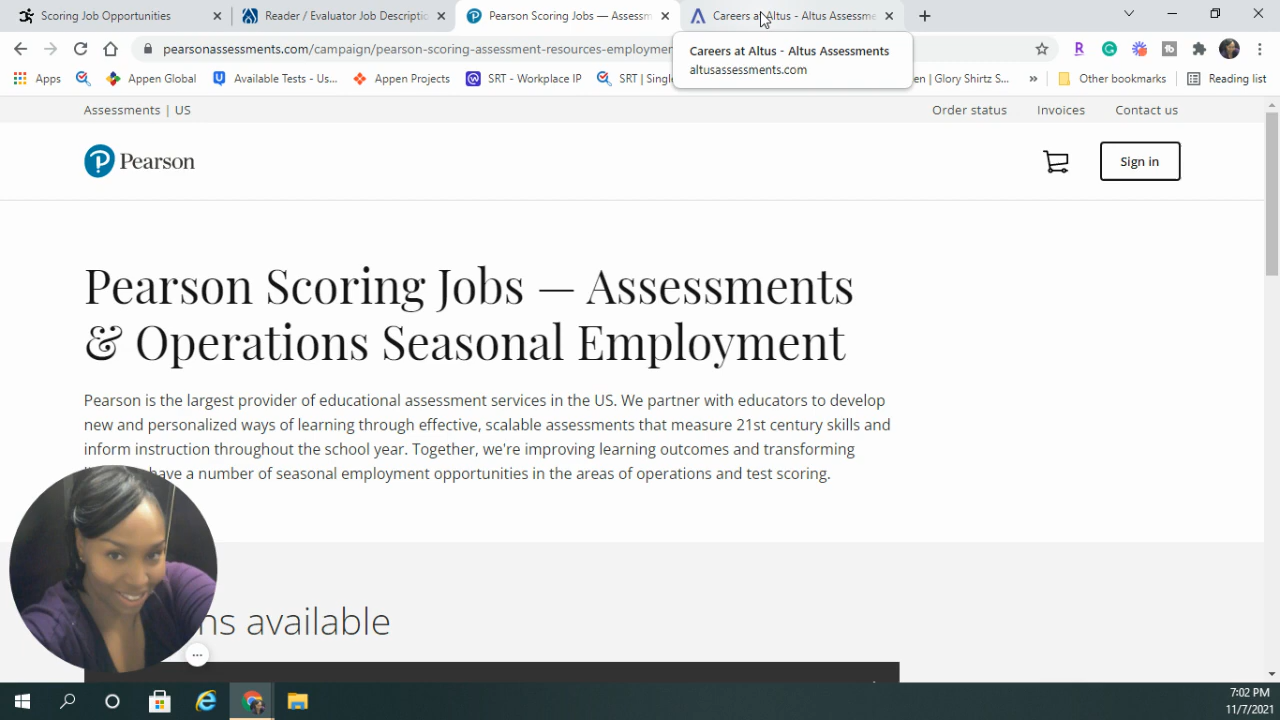 Scoring Job Opportunities
Reader / Evaluator Job Descriptic
Pearson Scoring Jobs — Assessm
Careers at Altus - Altus Assessme
pearsonassessments.com/campaign/pearson-scoring-assessment-resources-employmen
Careers at Altus - Altus Assessments
altusassessments.com
Apps
Appen Global
Available Tests - Us...
Appen Projects
SRT - Workplace IP
SRT | Singl
en | Glory Shirtz S...
»
Other bookmarks
Reading list
Assessments | US
Order status
Invoices
Contact us
Pearson
Sign in
Pearson Scoring Jobs — Assessments
& Operations Seasonal Employment
Pearson is the largest provider of educational assessment services in the US. We partner with educators to develop
new and personalized ways of learning through effective, scalable assessments that measure 21st century skills and
inform instruction throughout the school year. Together, we're improving learning outcomes and transforming
have a number of seasonal employment opportunities in the areas of operations and test scoring.
ns available
7:02 PM
11/7/2021